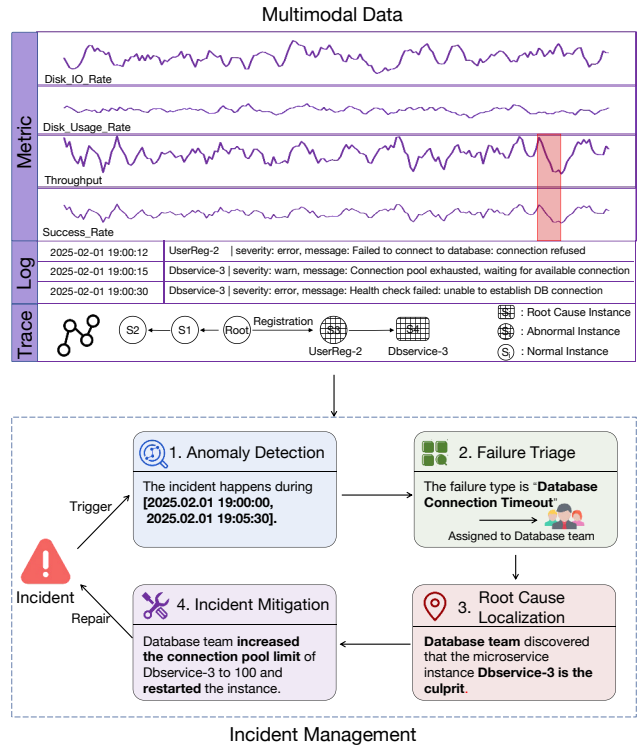 Multimodal Data
Metric
Disk_IO_Rate
Disk_Usage_Rate
Throughput
Success_Rate
Log
2025-02-01 19:00:12 UserReg-2 | severity: error, message: Failed to connect to database: connection refused
2025-02-01 19:00:15 Dbservice-3 | severity: warn, message: Connection pool exhausted, waiting for available connection
2025-02-01 19:00:30 Dbservice-3 | severity: error, message: Health check failed: unable to establish DB connection
Trace
S2
S1
Root
Registration
S3
UserReg-2
S4
Dbservice-3
Si : Root Cause Instance
Si : Abnormal Instance
Si : Normal Instance
1. Anomaly Detection
The incident happens during
[2025.02.01 19:00:00,
2025.02.01 19:05:30].
2. Failure Triage
The failure type is “Database
Connection Timeout”
Assigned to Database team
Trigger
Incident
Repair
4. Incident Mitigation
Database team increased
the connection pool limit of
Dbservice-3 to 100 and
restarted the instance.
3. Root Cause
Localization
Database team discovered
that the microservice
instance Dbservice-3 is the
culprit.
Incident Management